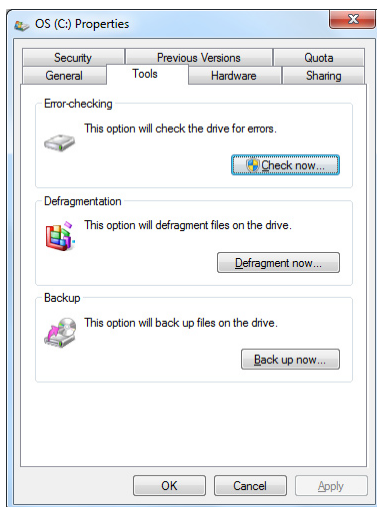 OS (C:) Properties
Security Previous Versions Quota
General Tools Hardware Sharing
Error-checking
This option will check the drive for errors.
Check now...
Defragmentation
This option will defragment files on the drive.
Defragment now...
Backup
This option will back up files on the drive.
Back up now...
OK Cancel Apply